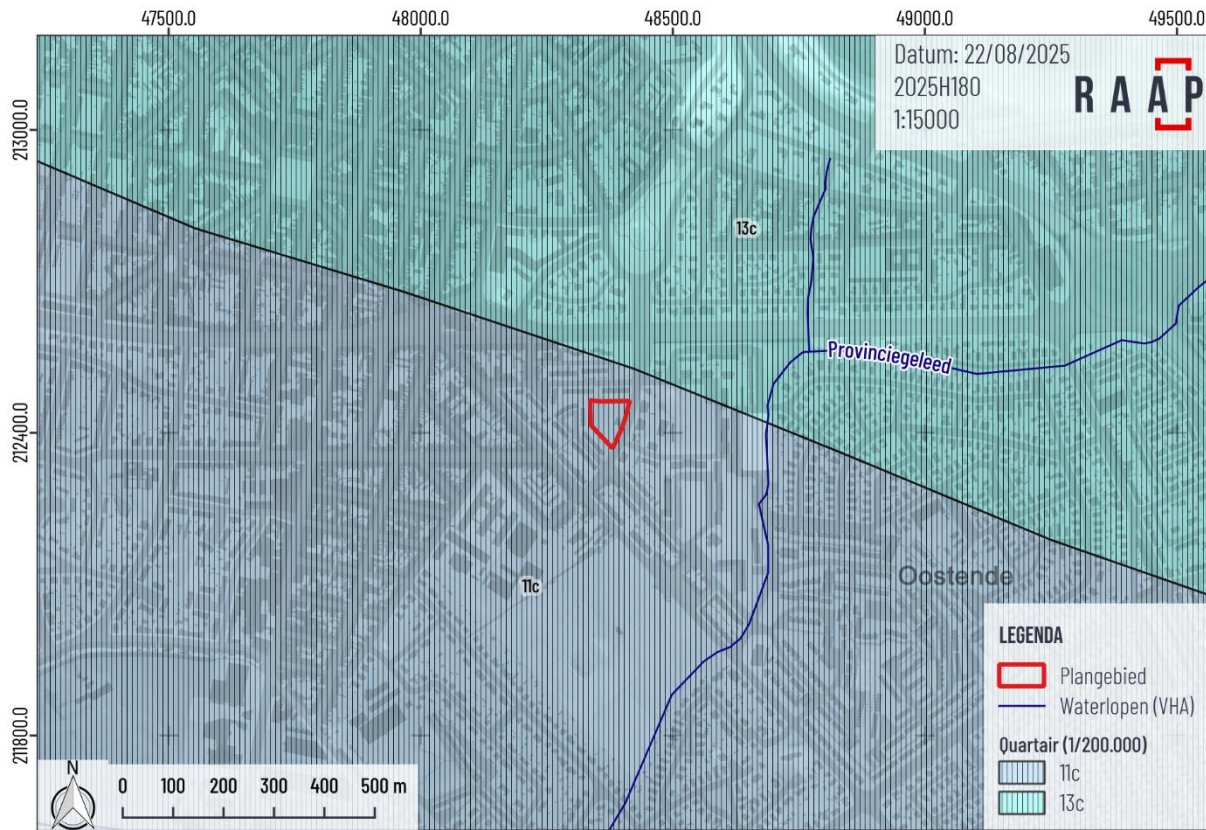 47500.0
48000.0
48500.0
49000.0
49500.0
Datum: 22/08/2025
2025H180
1:15000
RAAP
213000.0
212400.0
211800.0
13c
Provinciegeleed
11c
Oostende
LEGENDA
Plangebied
Waterlopen (VHA)
Quartair (1/200.000)
11c
13c
N
0 100 200 300 400 500 m